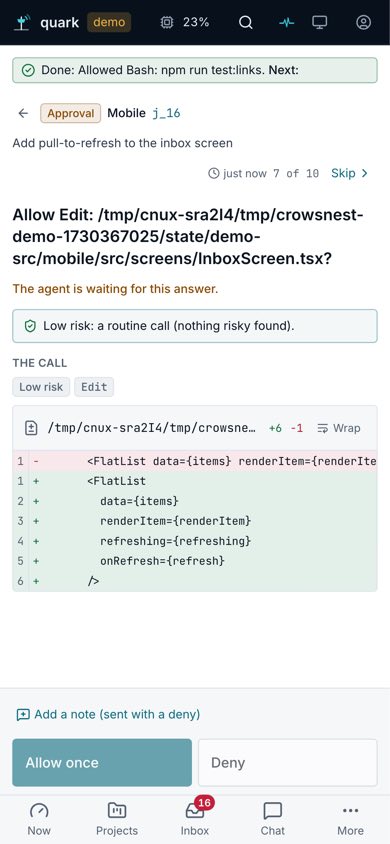 quark demo 23%
Done: Allowed Bash: npm run test:links. Next:
Approval Mobile j_16
Add pull-to-refresh to the inbox screen
just now 7 of 10 Skip
Allow Edit: /tmp/cnux-sra2I4/tmp/crowsnest-
demo-1730367025/state/demo-
src/mobile/src/screens/InboxScreen.tsx?
The agent is waiting for this answer.
Low risk: a routine call (nothing risky found).
THE CALL
Low risk Edit
/tmp/cnux-sra2I4/tmp/crowsne… +6 -1 Wrap
1 - <FlatList data={items} renderItem={renderIte
1 + <FlatList
2 + data={items}
3 + renderItem={renderItem}
4 + refreshing={refreshing}
5 + onRefresh={refresh}
6 + />
Add a note (sent with a deny)
Allow once Deny
16
Now Projects Inbox Chat More